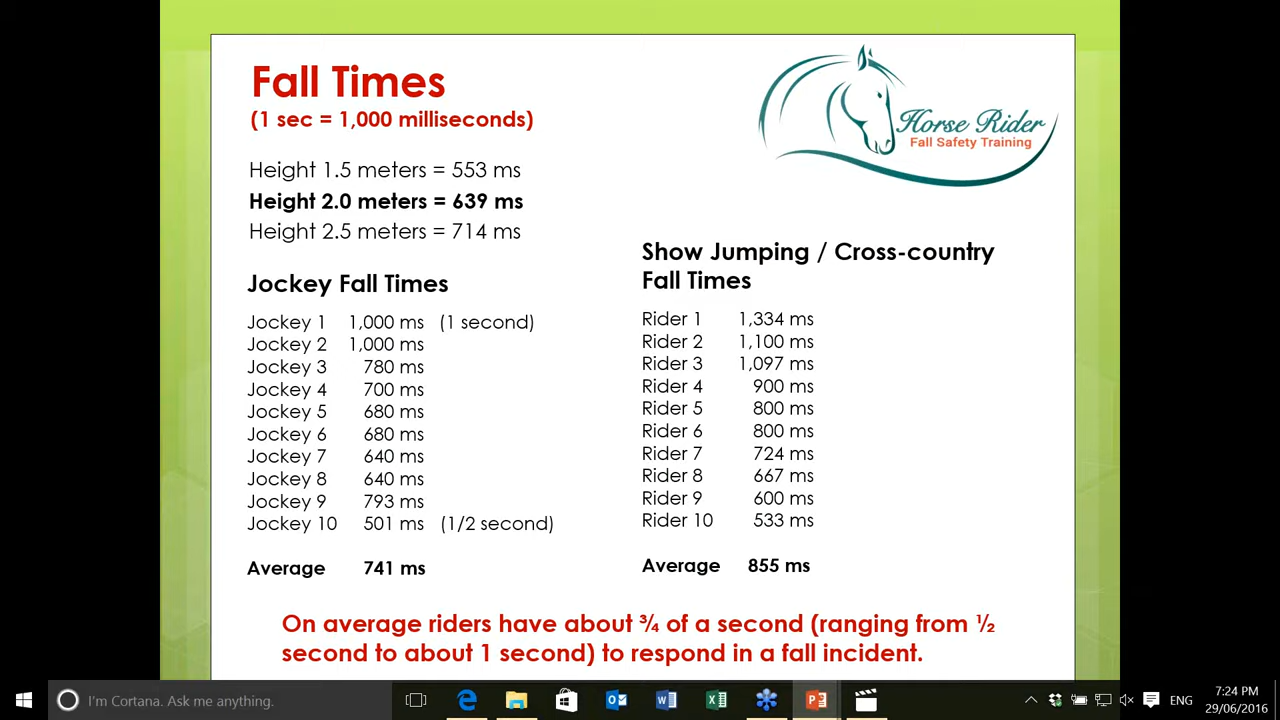 Fall Times
(1 sec = 1,000 milliseconds)
Horse Rider
Fall Safety Training
Height 1.5 meters = 553 ms
Height 2.0 meters = 639 ms
Height 2.5 meters = 714 ms
Jockey Fall Times
Jockey 1 1,000 ms (1 second)
Jockey 2 1,000 ms
Jockey 3 780 ms
Jockey 4 700 ms
Jockey 5 680 ms
Jockey 6 680 ms
Jockey 7 640 ms
Jockey 8 640 ms
Jockey 9 793 ms
Jockey 10 501 ms (1/2 second)
Average 741 ms
Show Jumping / Cross-country
Fall Times
Rider 1 1,334 ms
Rider 2 1,100 ms
Rider 3 1,097 ms
Rider 4 900 ms
Rider 5 800 ms
Rider 6 800 ms
Rider 7 724 ms
Rider 8 667 ms
Rider 9 600 ms
Rider 10 533 ms
Average 855 ms
On average riders have about ¾ of a second (ranging from ½
second to about 1 second) to respond in a fall incident.
I'm Cortana. Ask me anything.
ENG
7:24 PM
29/06/2016